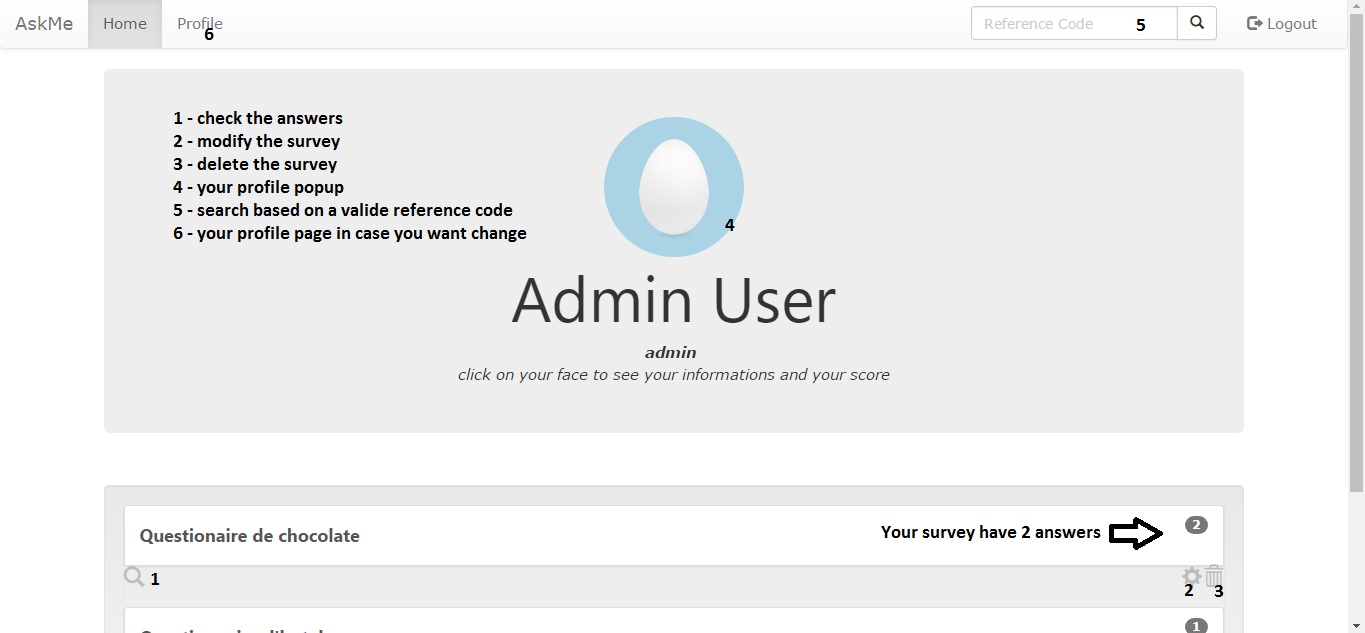 AskMe Home Profile Reference Code 5 Logout
6
1 - check the answers
2 - modify the survey
3 - delete the survey
4 - your profile popup
5 - search based on a valide reference code
6 - your profile page in case you want change
4
Admin User
admin
click on your face to see your informations and your score
Questionaire de chocolate Your survey have 2 answers 2
1
2 3
1